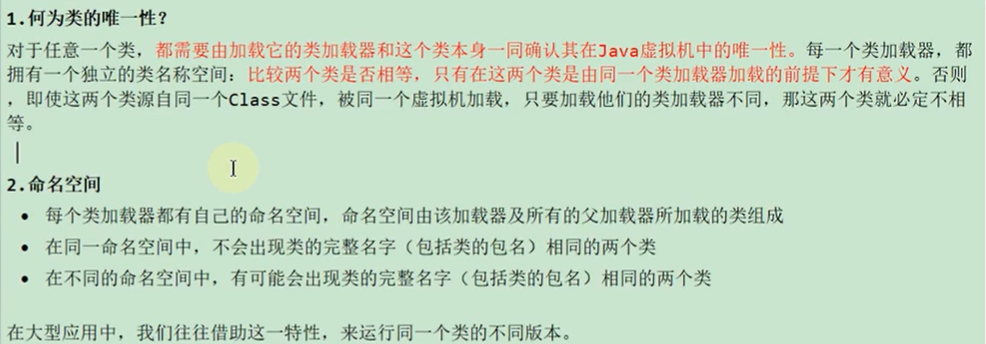 1.何为类的唯一性？
对于任意一个类，都需要由加载它的类加载器和这个类本身一同确认其在Java虚拟机中的唯一性。每一个类加载器，都
拥有一个独立的类名称空间：比较两个类是否相等，只有在这两个类是由同一个类加载器加载的前提下才有意义。否则
，即使这两个类源自同一个Class文件，被同一个虚拟机加载，只要加载他们的类加载器不同，那这两个类就必定不相
等。
2.命名空间
• 每个类加载器都有自己的命名空间，命名空间由该加载器及所有的父加载器所加载的类组成
• 在同一命名空间中，不会出现类的完整名字（包括类的包名）相同的两个类
• 在不同的命名空间中，有可能会出现类的完整名字（包括类的包名）相同的两个类
在大型应用中，我们往往借助这一特性，来运行同一个类的不同版本。